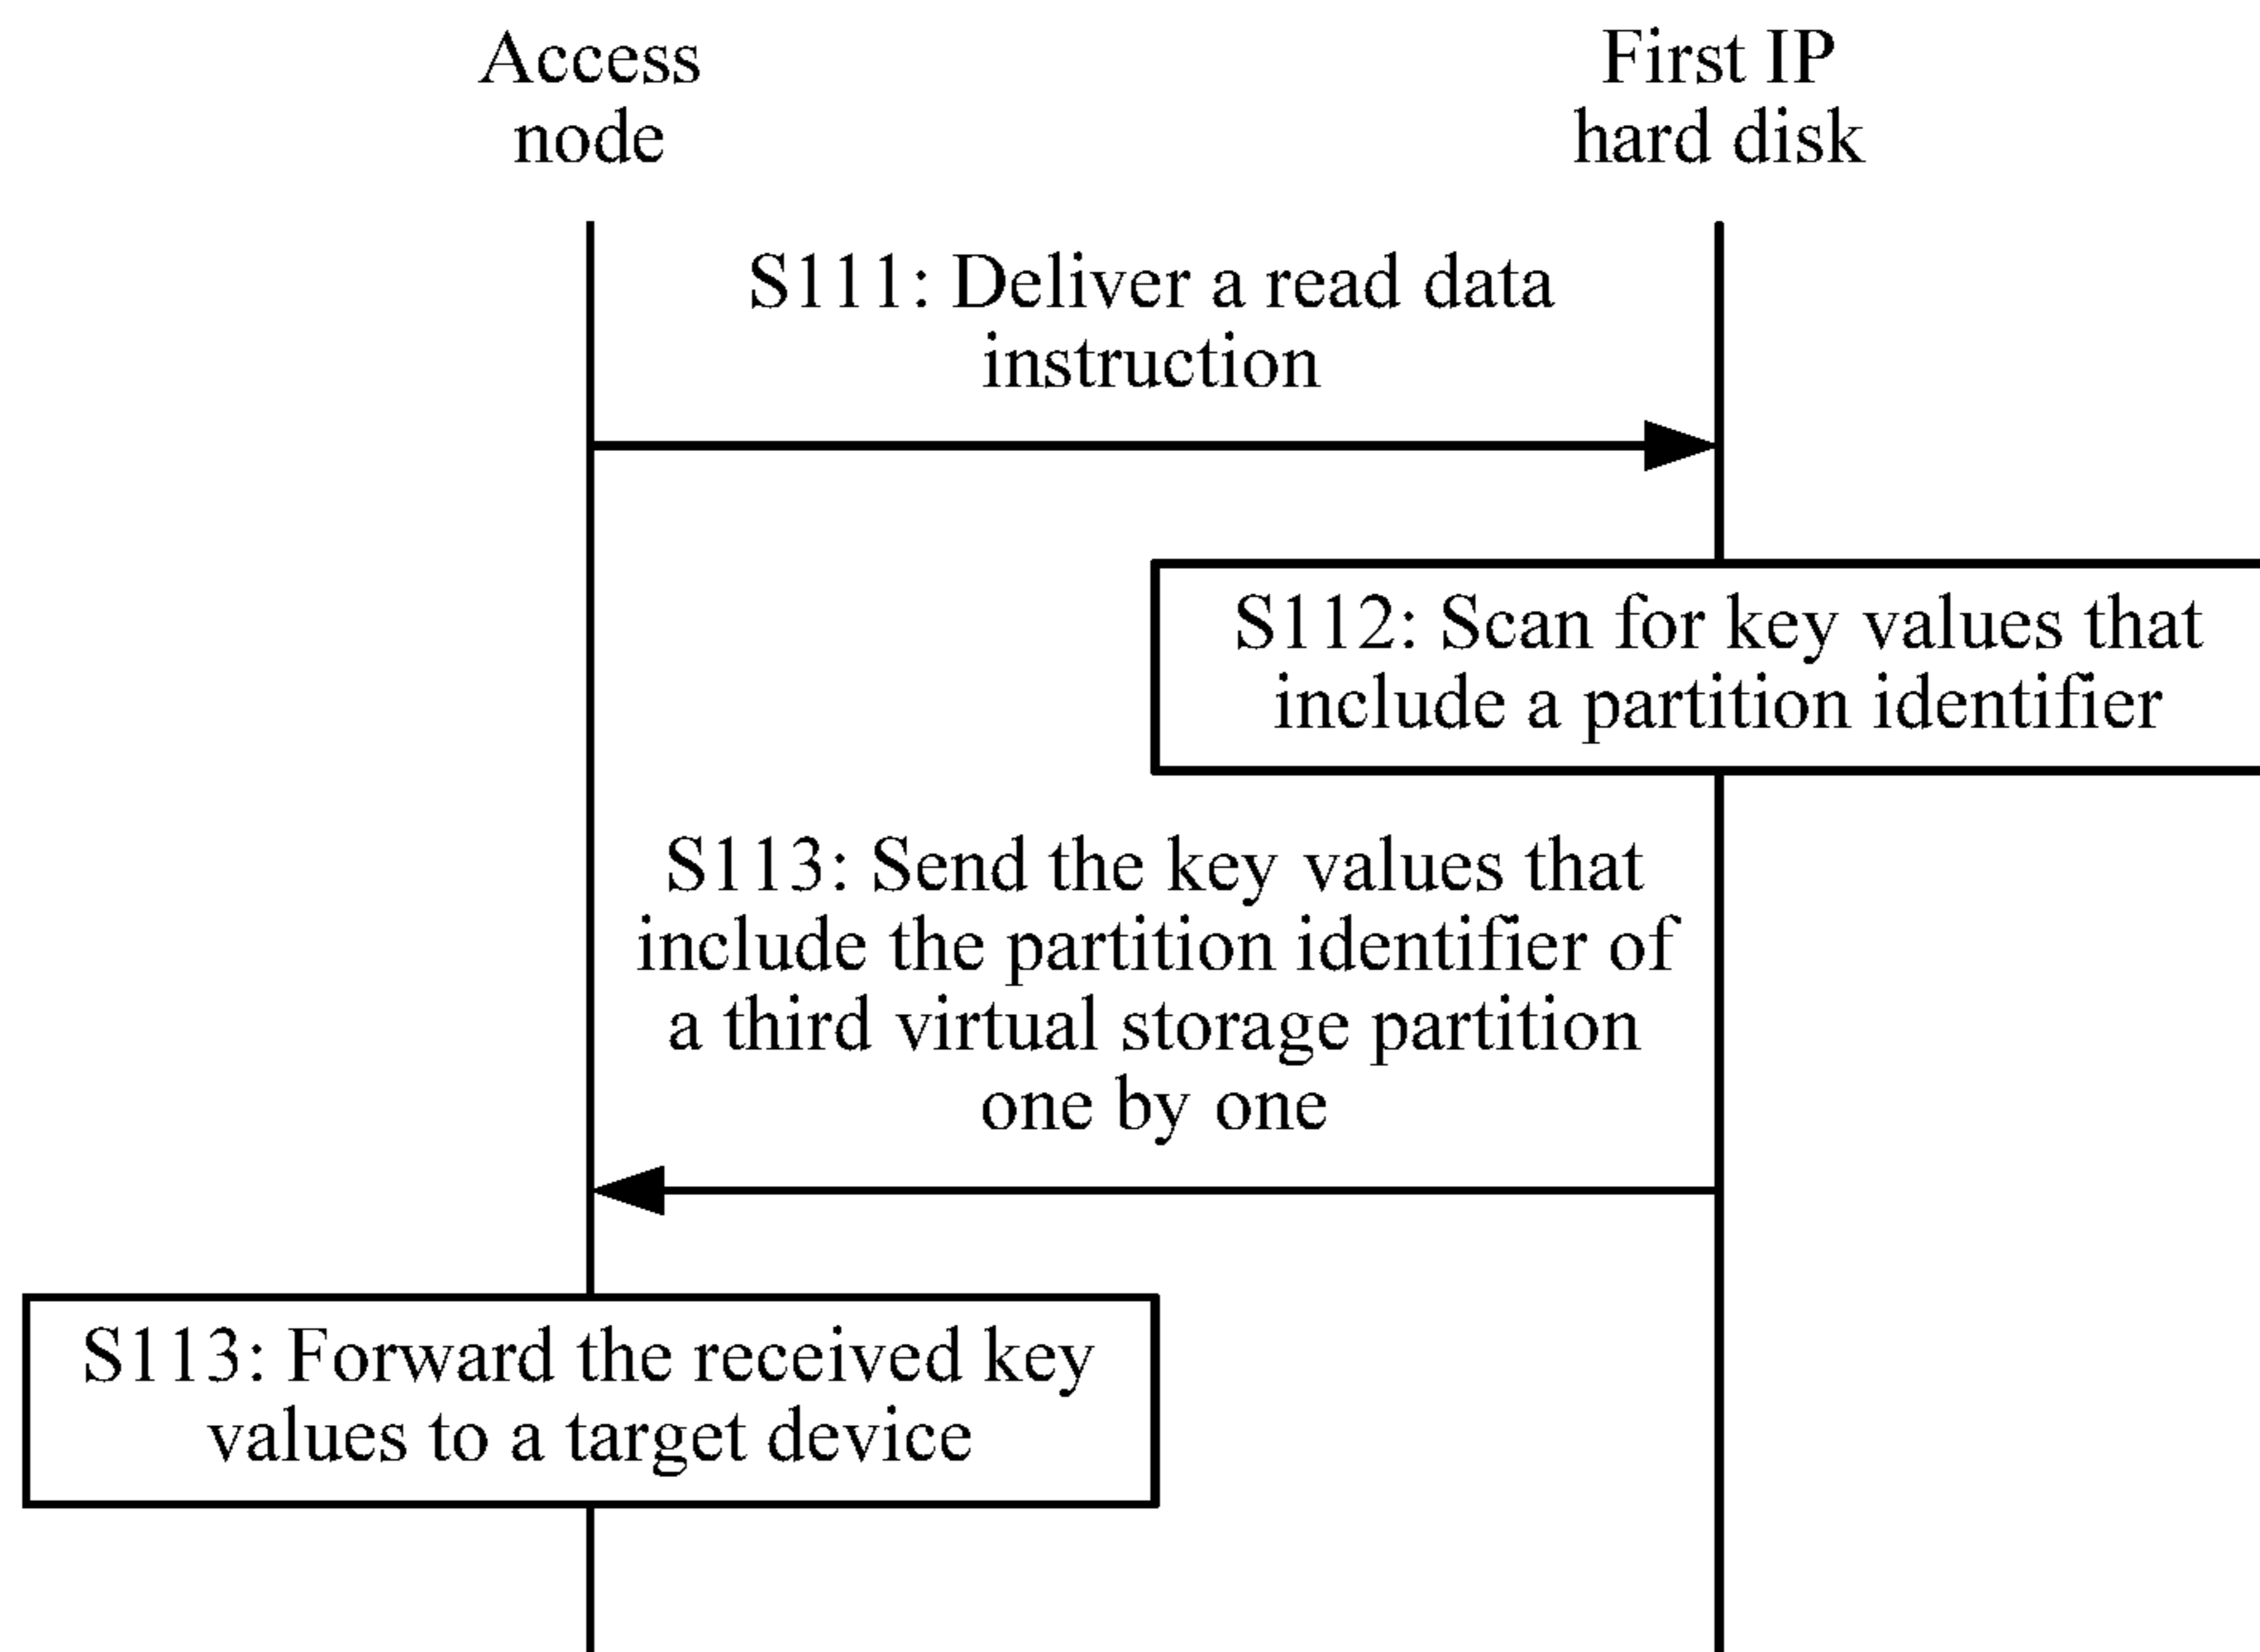 Access
node
First IP
hard disk
S111: Deliver a read data
instruction
S112: Scan for key values that
include a partition identifier
S113: Send the key values that
include the partition identifier of
a third virtual storage partition
one by one
S113: Forward the received key
values to a target device